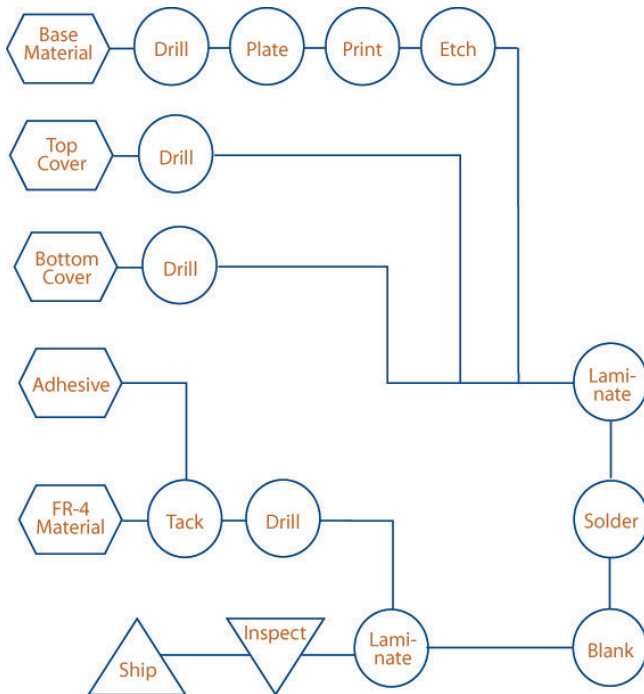 Base
Material
Drill
Plate
Print
Etch
Top
Cover
Drill
Bottom
Cover
Drill
Adhesive
Lami-
nate
FR-4
Material
Tack
Drill
Solder
Ship
Inspect
Lami-
nate
Blank